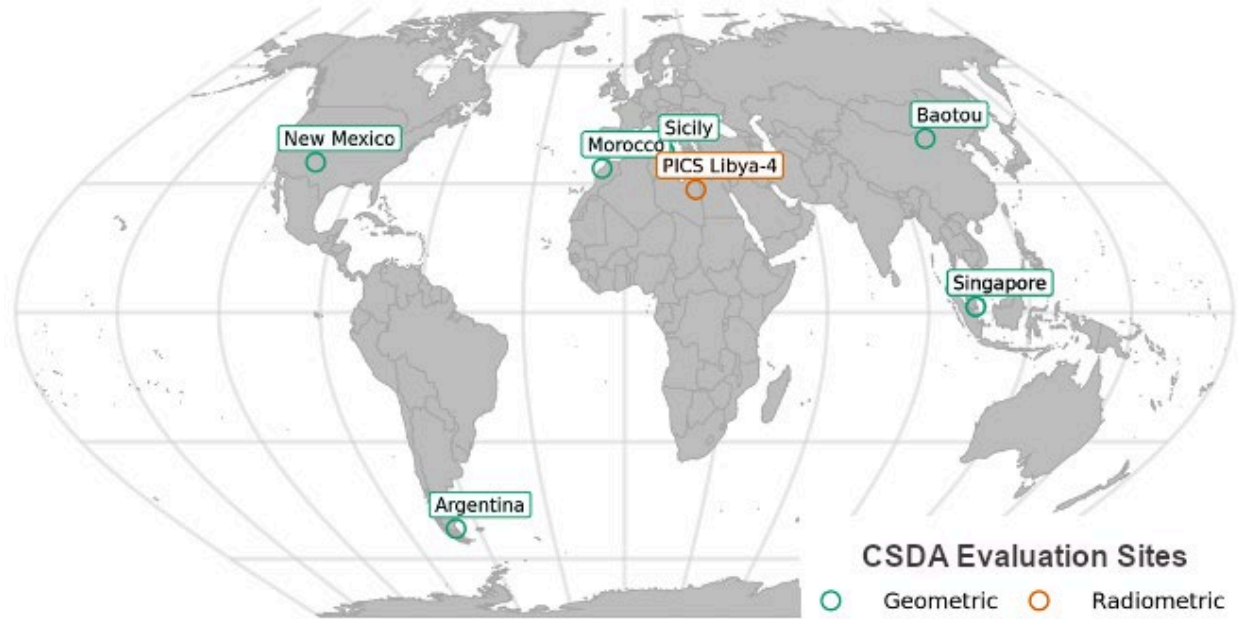 Baotou
Sicily
New Mexico
Morocco
PICS Libya-4
Singapore
Argentina
CSDA Evaluation Sites
Geometric
Radiometric